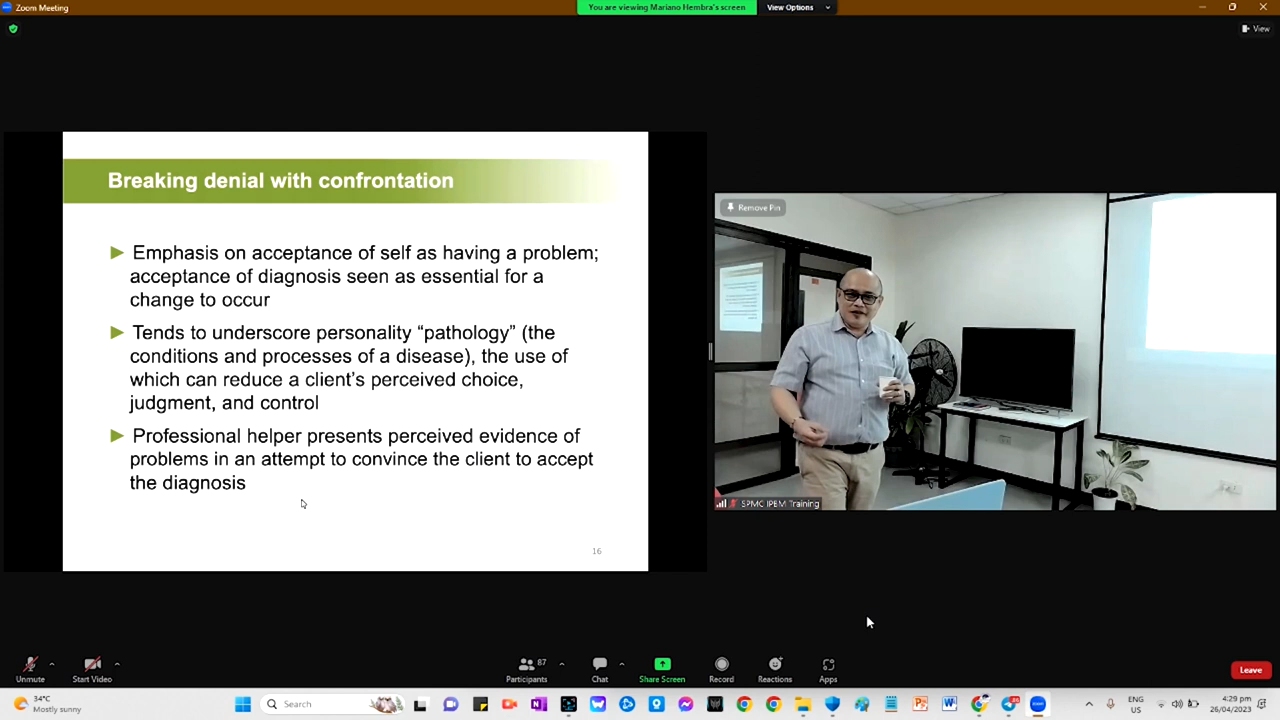 Zoom Meeting
You are viewing Mariano Hembra's screen
View Options
View
Breaking denial with confrontation
Emphasis on acceptance of self as having a problem;
acceptance of diagnosis seen as essential for a
change to occur
Tends to underscore personality “pathology” (the
conditions and processes of a disease), the use of
which can reduce a client’s perceived choice,
judgment, and control
Professional helper presents perceived evidence of
problems in an attempt to convince the client to accept
the diagnosis
16
Remove Pin
SPMC IPBM Training
Unmute
Start Video
87
Participants
Chat
Share Screen
Record
Reactions
Apps
Leave
34°C
Mostly sunny
Search
ENG
US
4:29 pm
26/04/2023